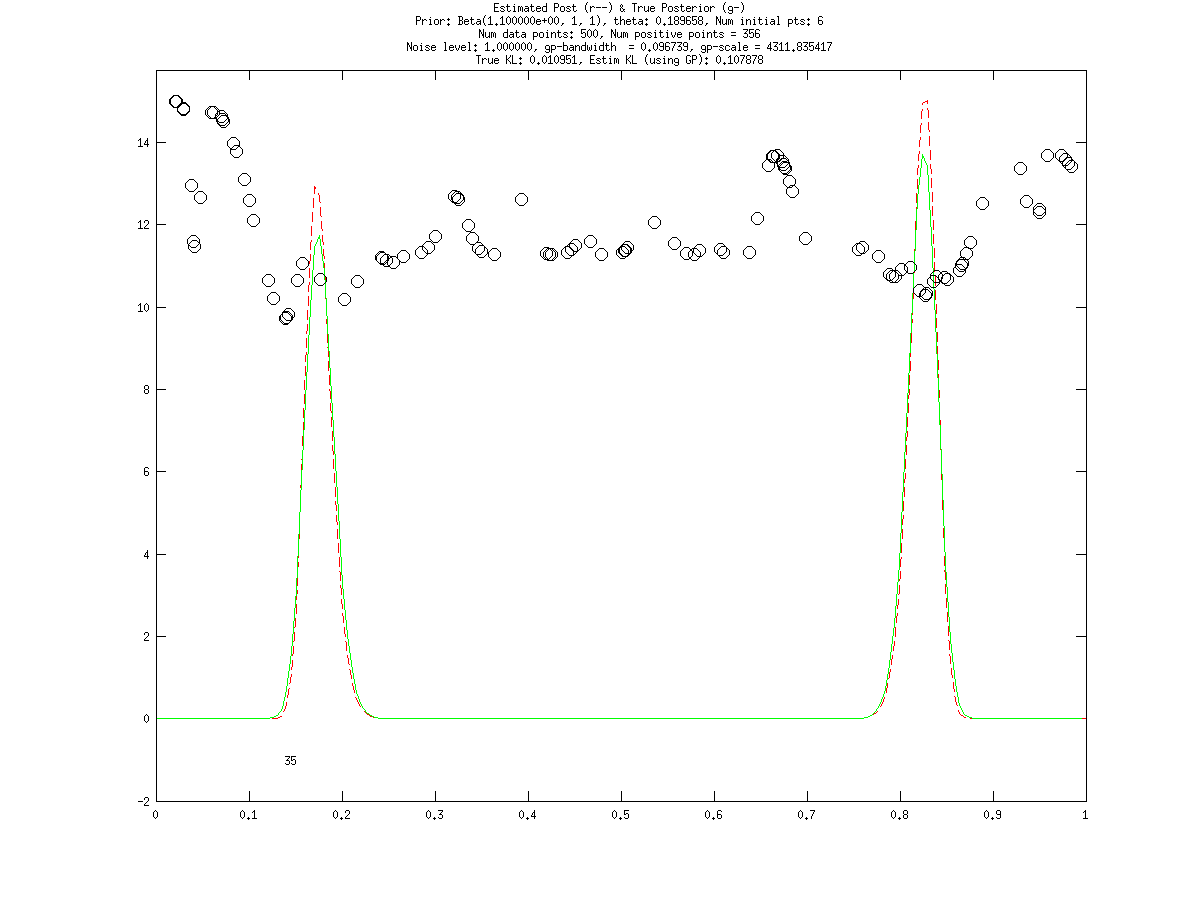 Estimated Post (r--) & True Posterior (g-)
Prior: Beta(1.100000e+00, 1, 1), theta: 0.189658, Num initial pts: 6
Num data points: 500, Num positive points = 356
Noise level: 1.000000, gp-bandwidth  = 0.096739, gp-scale = 4311.835417
True KL: 0.010951, Estim KL (using GP): 0.107878
14
12
10
8
6
4
2
0
35
-2
0 0.1 0.2 0.3 0.4 0.5 0.6 0.7 0.8 0.9 1